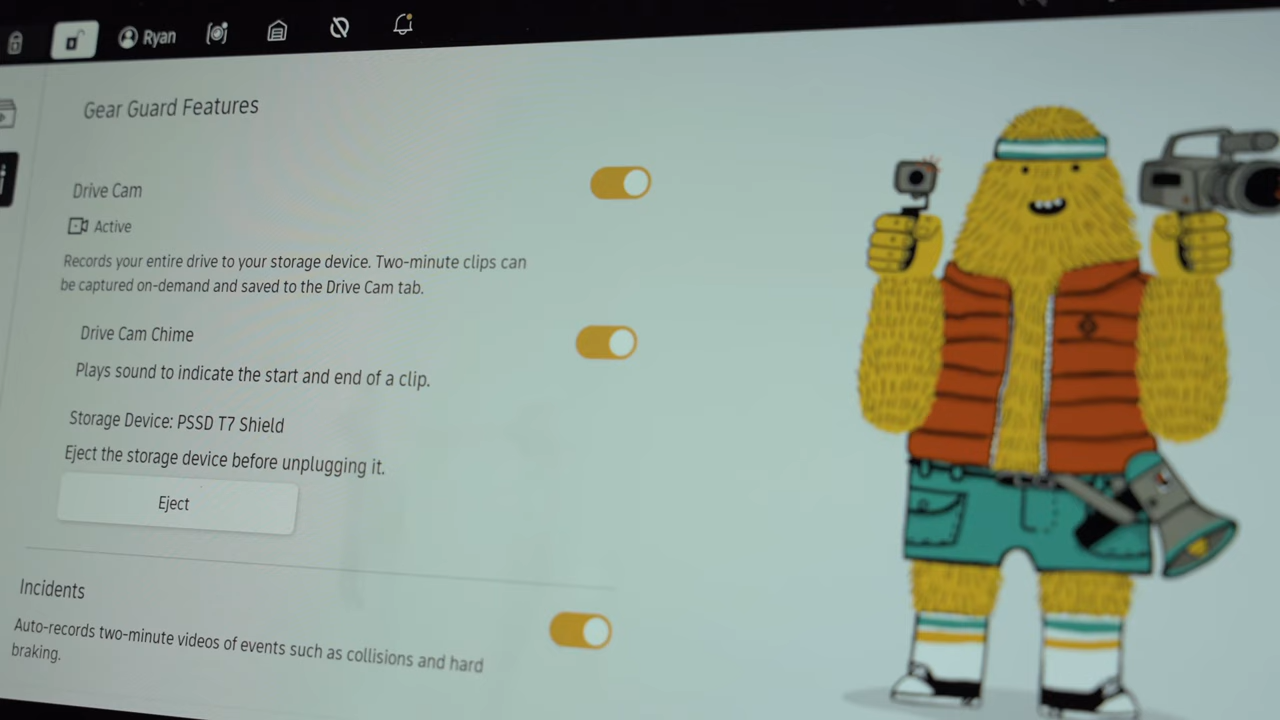 Ryan
Gear Guard Features
Drive Cam
Active
Records your entire drive to your storage device. Two-minute clips can
be captured on-demand and saved to the Drive Cam tab.
Drive Cam Chime
Plays sound to indicate the start and end of a clip.
Storage Device: PSSD T7 Shield
Eject the storage device before unplugging it.
Eject
Incidents
Auto-records two-minute videos of events such as collisions and hard
braking.